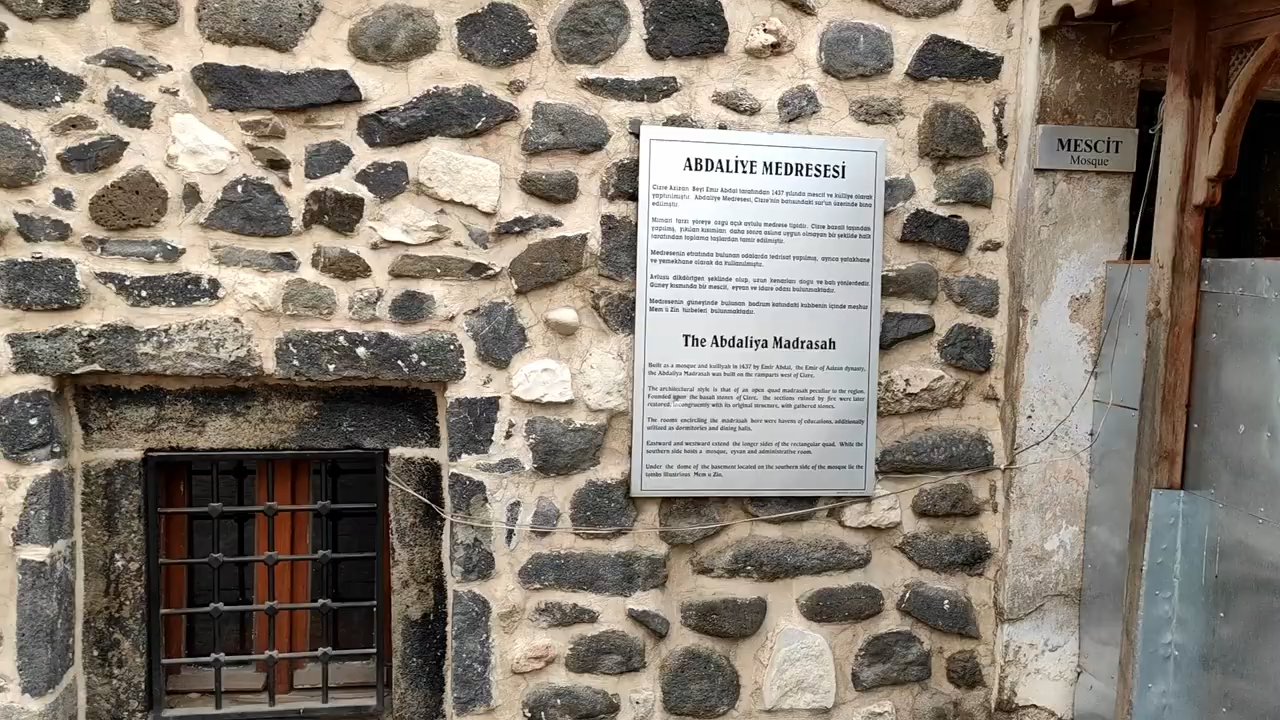 ABDALİYE MEDRESESİ
Cizre Azizan Beyi Emir Abdal tarafından 1437 yılında mescit ve külliye olarak
yaptırılmıştır. Abdaliye Medresesi, Cizre'nin batısındaki sur'un üzerinde bina
edilmiştir.
Mimari tarzı yöreye özgü açık avlulu medrese tipidir. Cizre bazalt taşından
yapılmış, yıkılan kısımları daha sonra aslına uygun olmayan bir şekilde halk
tarafından toplama taşlardan tamir edilmiştir.
Medresenin etrafında bulunan odalarda tedrisat yapılmış, ayrıca yatakhane
ve yemekhane olarak da kullanılmıştır.
Avlusu dikdörtgen şeklinde olup, uzun kenarları doğu ve batı yönlerdedir.
Güney kısmında bir mescit, eyvan ve idare odası bulunmaktadır.
Medresenin güneyinde bulunan bodrum katındaki kubbenin içinde meşhur
Mem u Zin türbeleri bulunmaktadır.
The Abdaliya Madrasah
Built as a mosque and kulliyah in 1437 by Emir Abdal, the Emir of Azizan dynasty,
the Abdaliya Madrasah was built on the ramparts west of Cizre.
The architectural style is that of an open quad madrasah peculiar to the region.
Founded upon the basalt stones of Cizre, the sections ruined by fire were later
restored, incongruently with its original structure, with gathered stones.
The rooms encircling the madrasah here were havens of educations, additionally
utilized as dormitories and dining halls.
Eastward and westward extend the longer sides of the rectangular quad. While the
southern side hosts a mosque, eyvan and administrative room.
Under the dome of the basement located on the southern side of the mosque lie the
tombs illustrious Mem u Zin.
MESCİT
Mosque